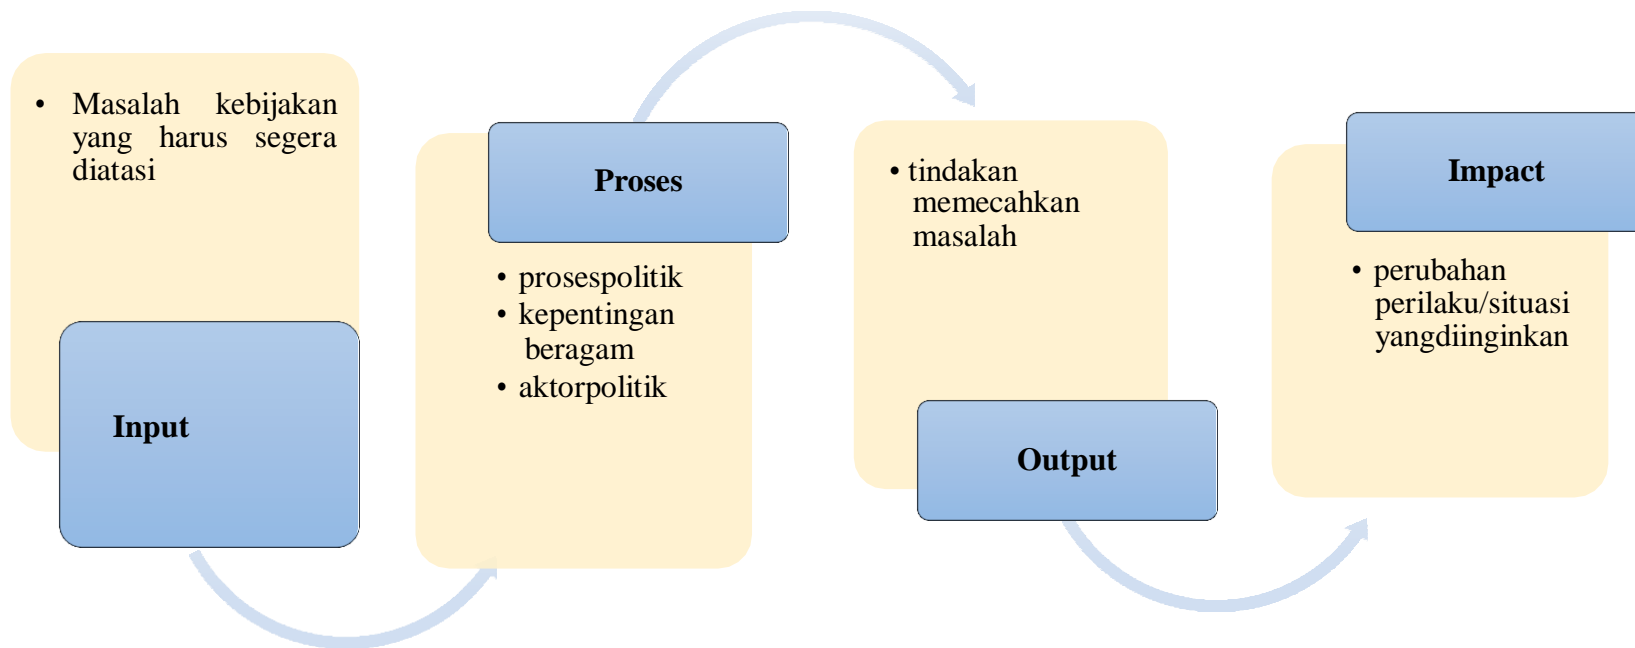 • Masalah kebijakan
yang harus segera
diatasi
Input
Proses
• prosespolitik
• kepentingan
beragam
• aktorpolitik
• tindakan
memecahkan
masalah
Output
Impact
• perubahan
perilaku/situasi
yangdiinginkan